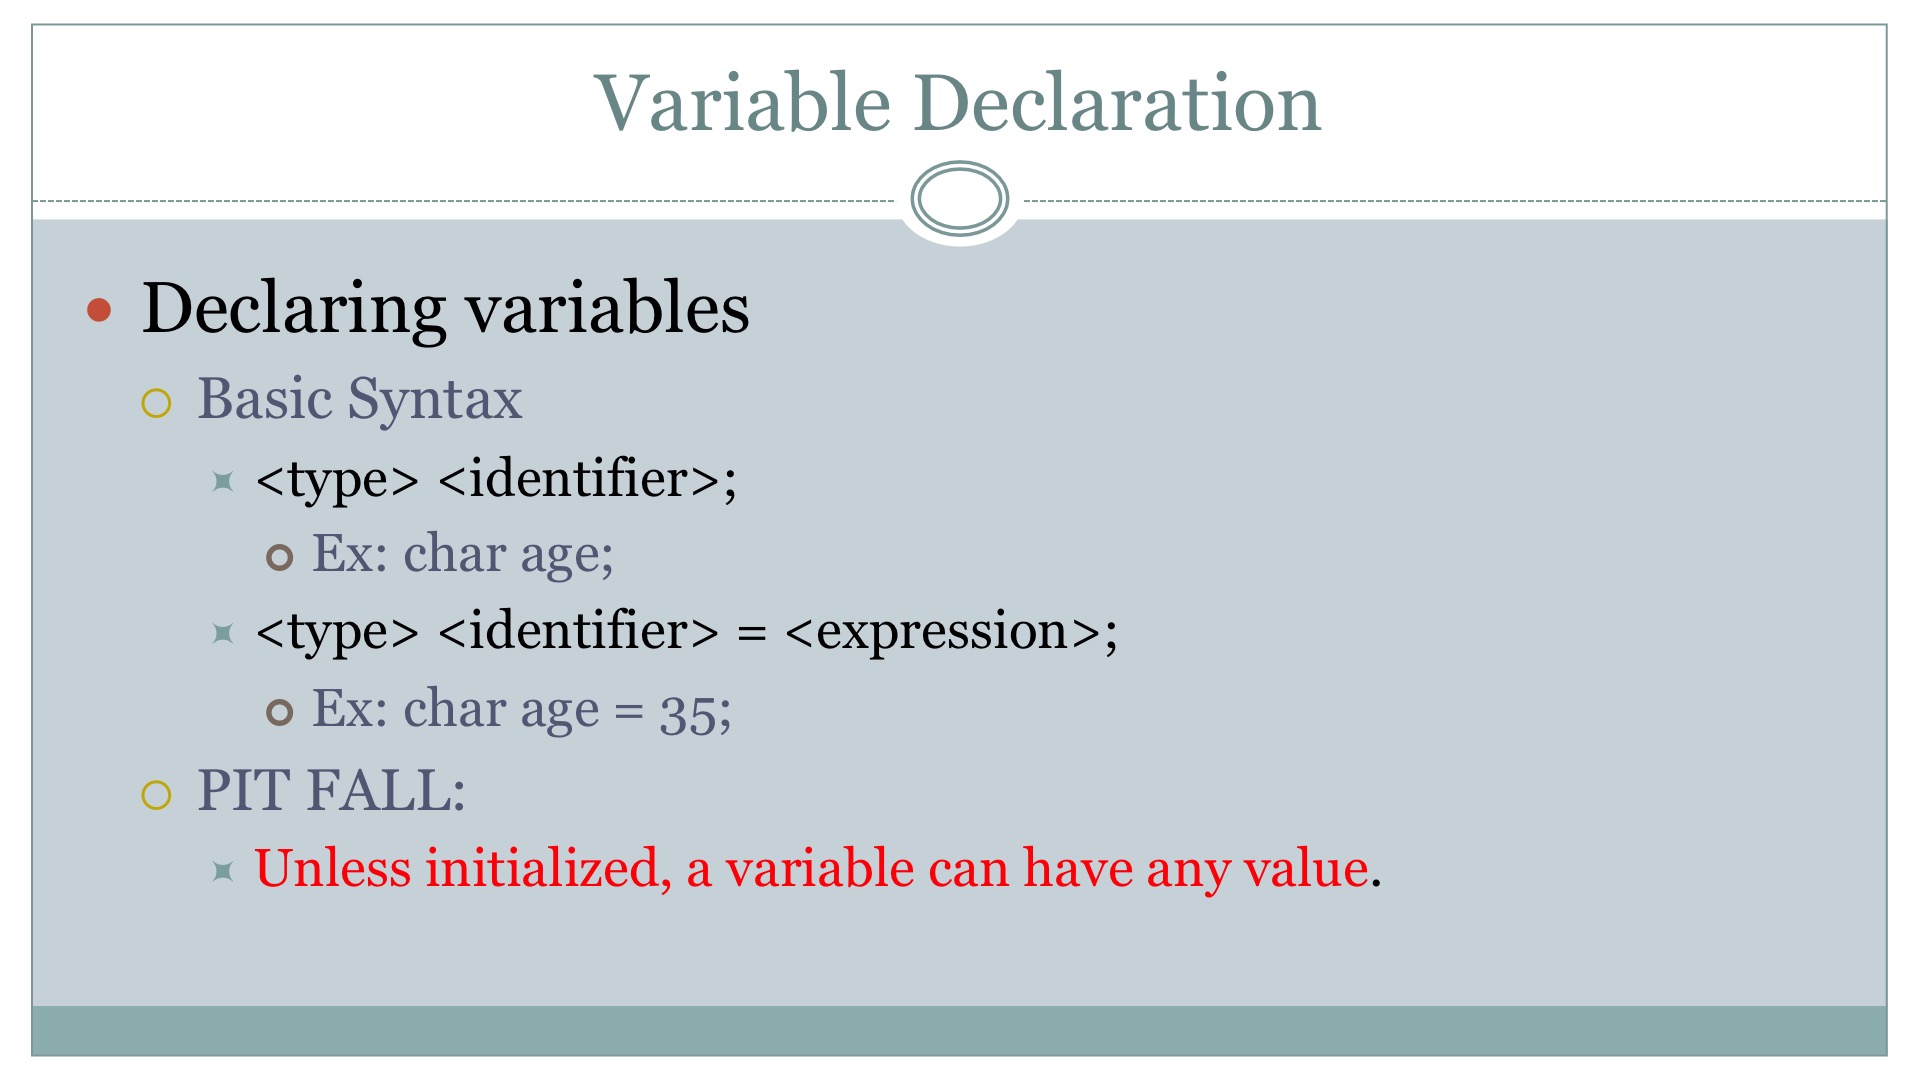 Variable Declaration
Declaring variables
Basic Syntax
<type> <identifier>;
Ex: char age;
<type> <identifier> = <expression>;
Ex: char age = 35;
PIT FALL:
Unless initialized, a variable can have any value.